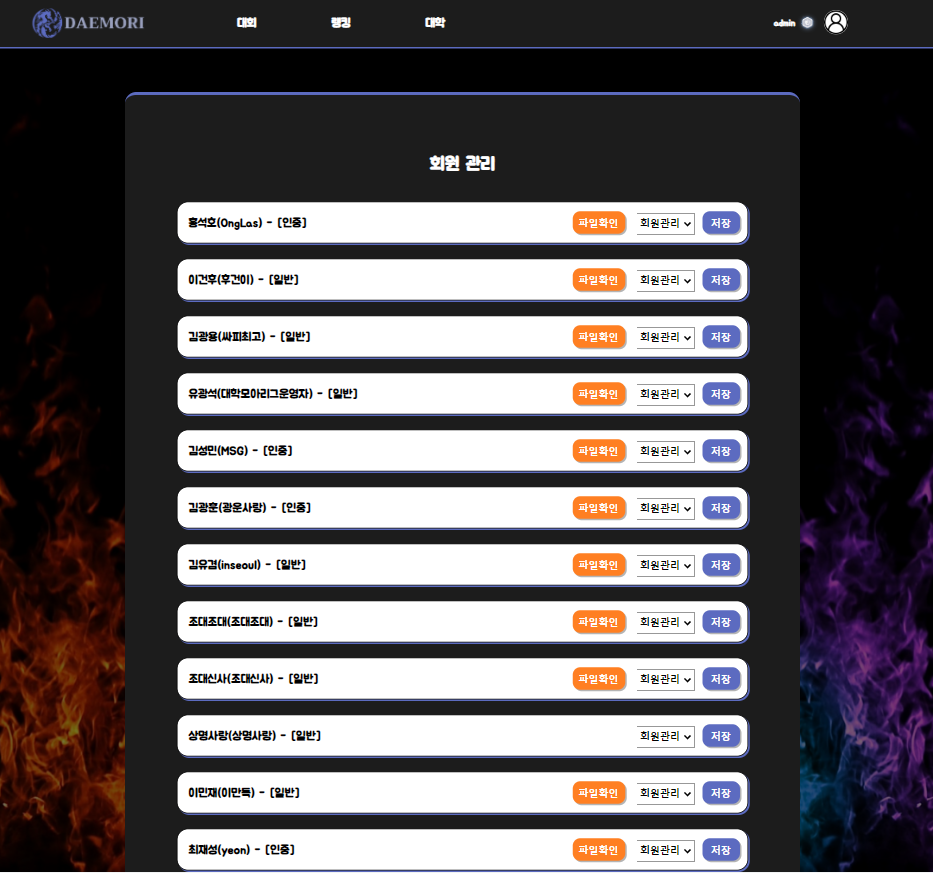 DAEMORI 대회 랭킹 대학 admin
회원 관리
홍석호(OngLas) - [인증] 파일확인 회원관리 저장
이건후(후건이) - [일반] 파일확인 회원관리 저장
김광용(싸피최고) - [일반] 파일확인 회원관리 저장
유광석(대학모아리그운영자) - [일반] 파일확인 회원관리 저장
김성민(MSG) - [인증] 파일확인 회원관리 저장
김광훈(광운사랑) - [인증] 파일확인 회원관리 저장
김유겸(inseoul) - [일반] 파일확인 회원관리 저장
조대조대(조대조대) - [일반] 파일확인 회원관리 저장
조대신사(조대신사) - [일반] 파일확인 회원관리 저장
상명사랑(상명사랑) - [일반] 회원관리 저장
이민재(이만득) - [일반] 파일확인 회원관리 저장
최재성(yeon) - [인증] 파일확인 회원관리 저장